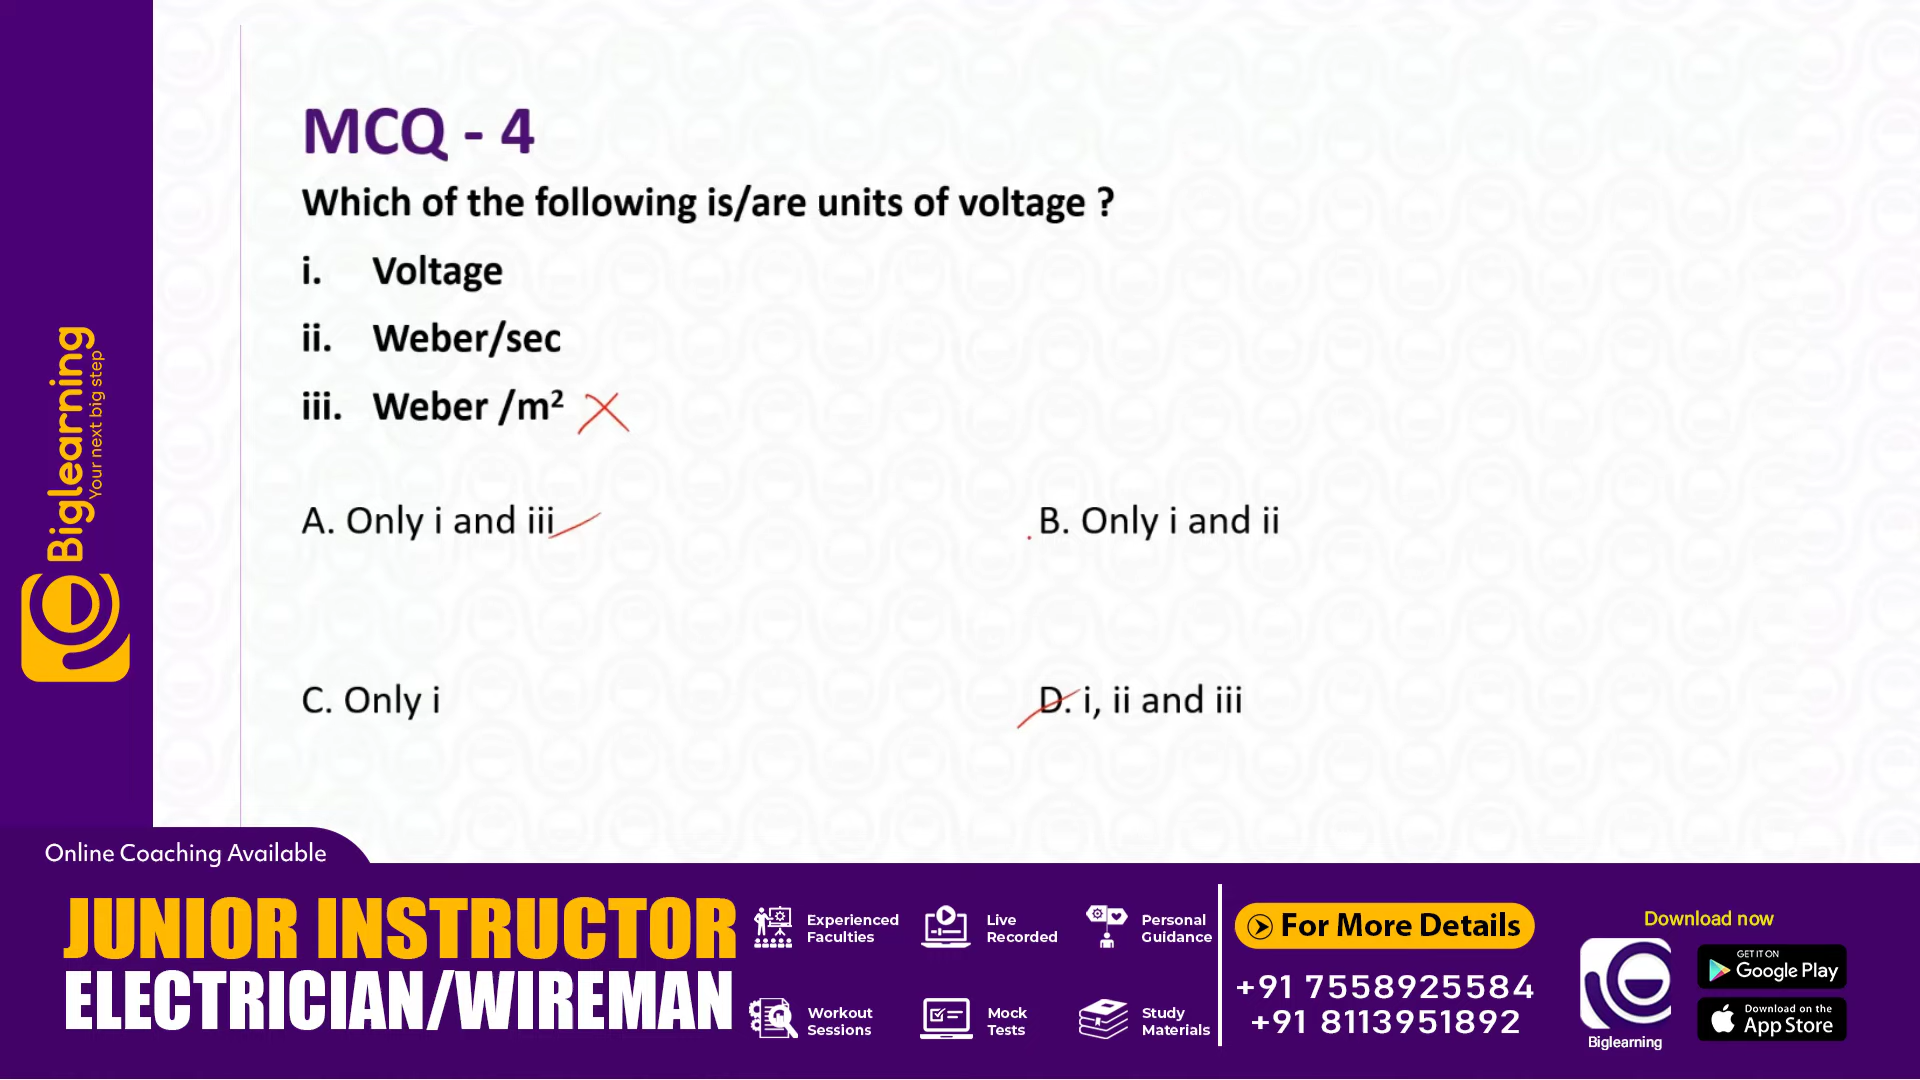 MCQ - 4
Which of the following is/are units of voltage ?
i. Voltage
ii. Weber/sec
iii. Weber /m²
A. Only i and iii
B. Only i and ii
C. Only i
D. i, ii and iii
Biglearning
Your next big step
Online Coaching Available
JUNIOR INSTRUCTOR
ELECTRICIAN/WIREMAN
Experienced
Faculties
Live
Recorded
Personal
Guidance
Workout
Sessions
Mock
Tests
Study
Materials
For More Details
+91 7558925584
+91 8113951892
Download now
Biglearning
GET IT ON
Google Play
Download on the
App Store